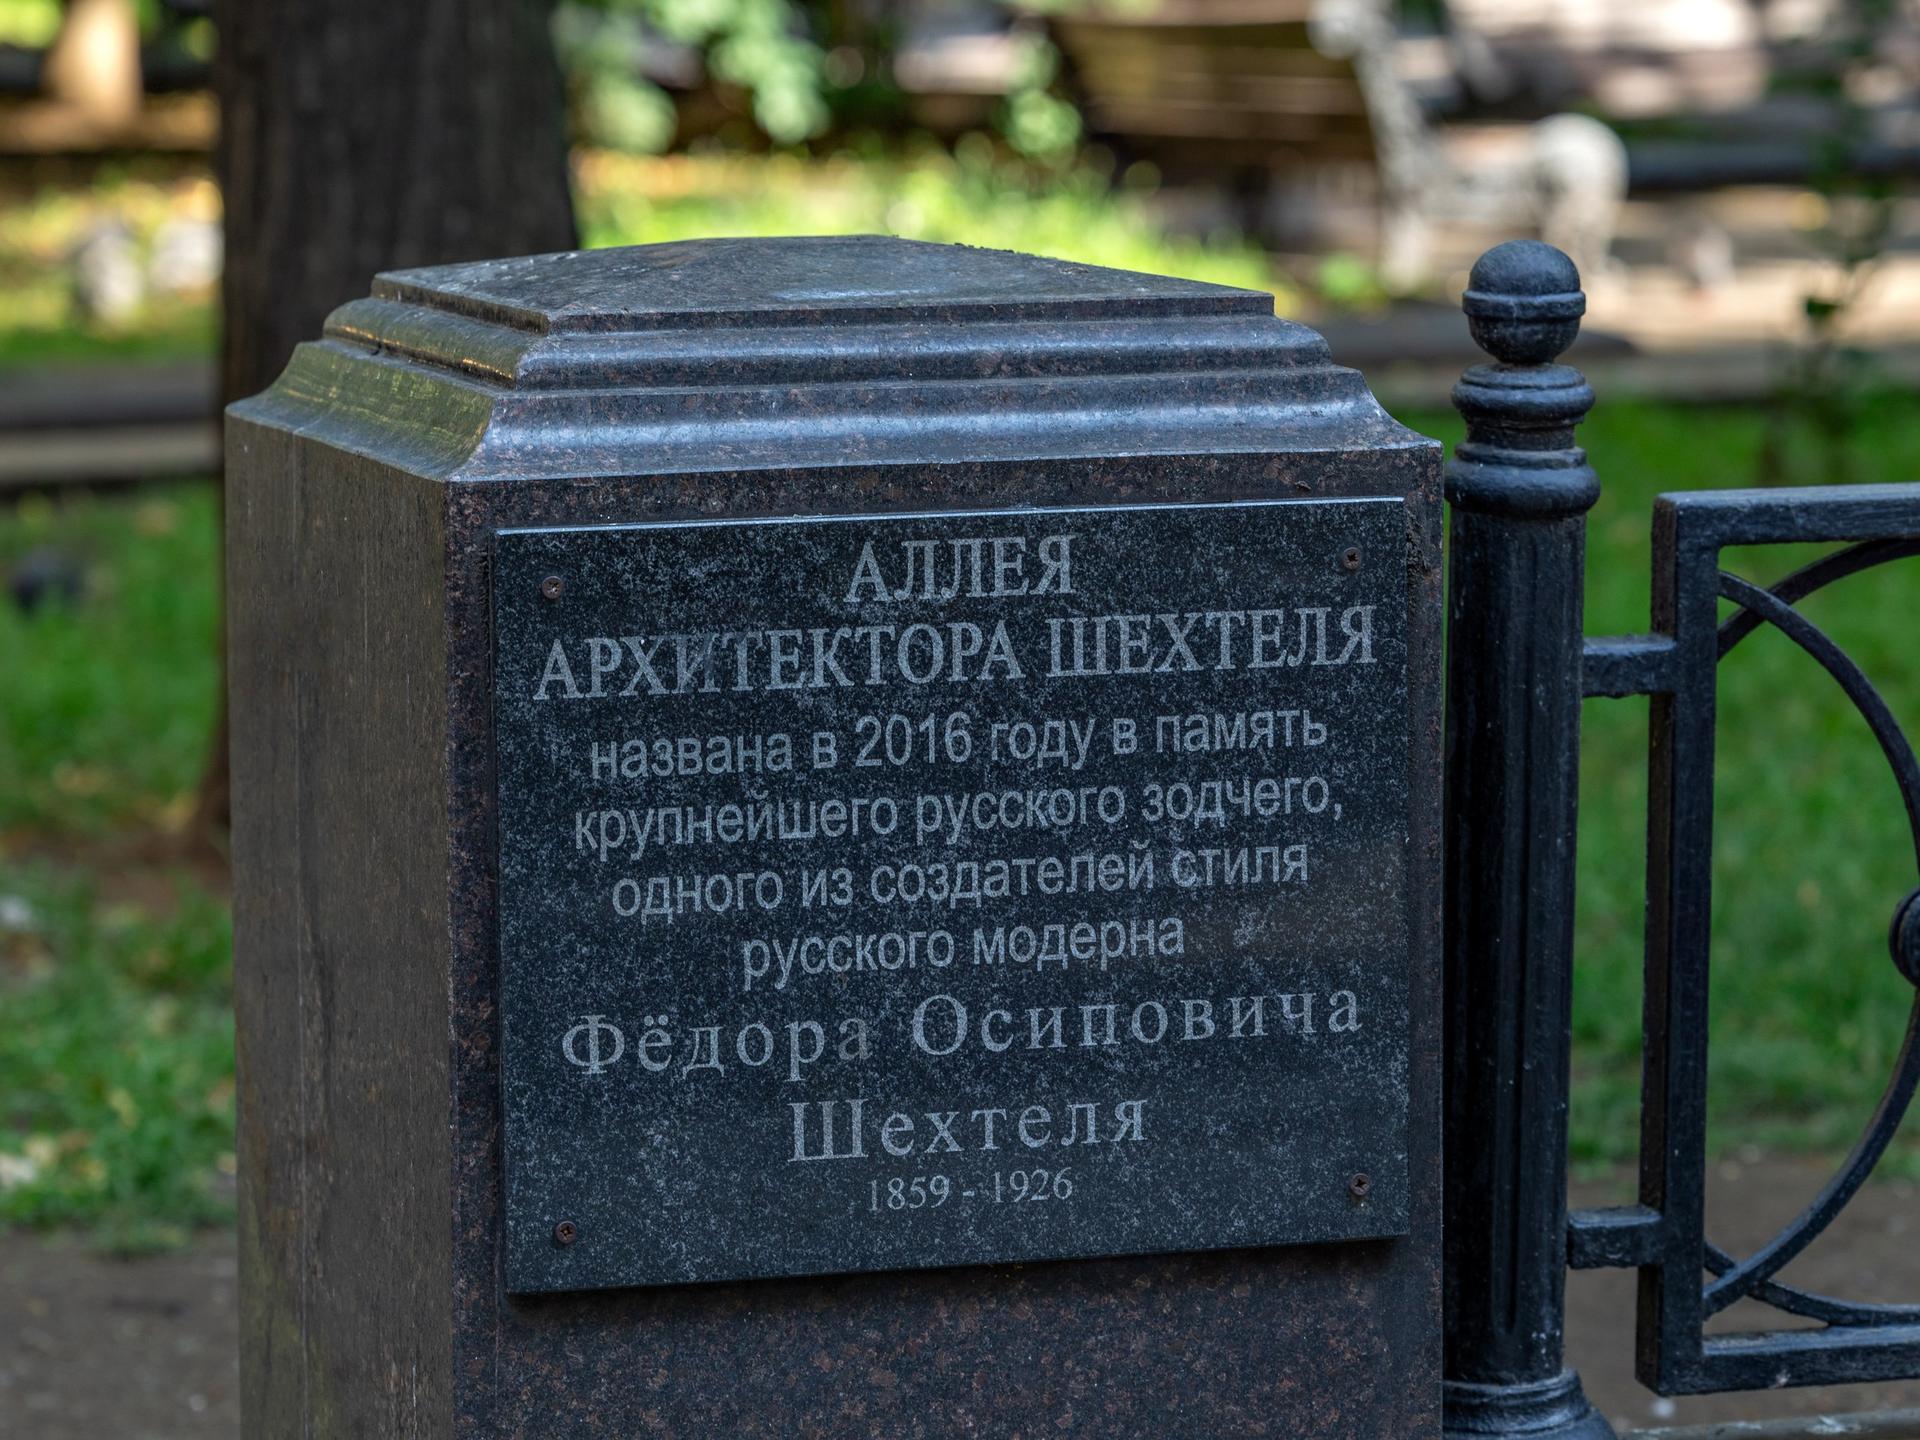 АЛЛЕЯ
АРХИТЕКТОРА ШЕХТЕЛЯ
названа в 2016 году в память
крупнейшего русского зодчего,
одного из создателей стиля
русского модерна
Фёдора Осиповича
Шехтеля
1859 - 1926